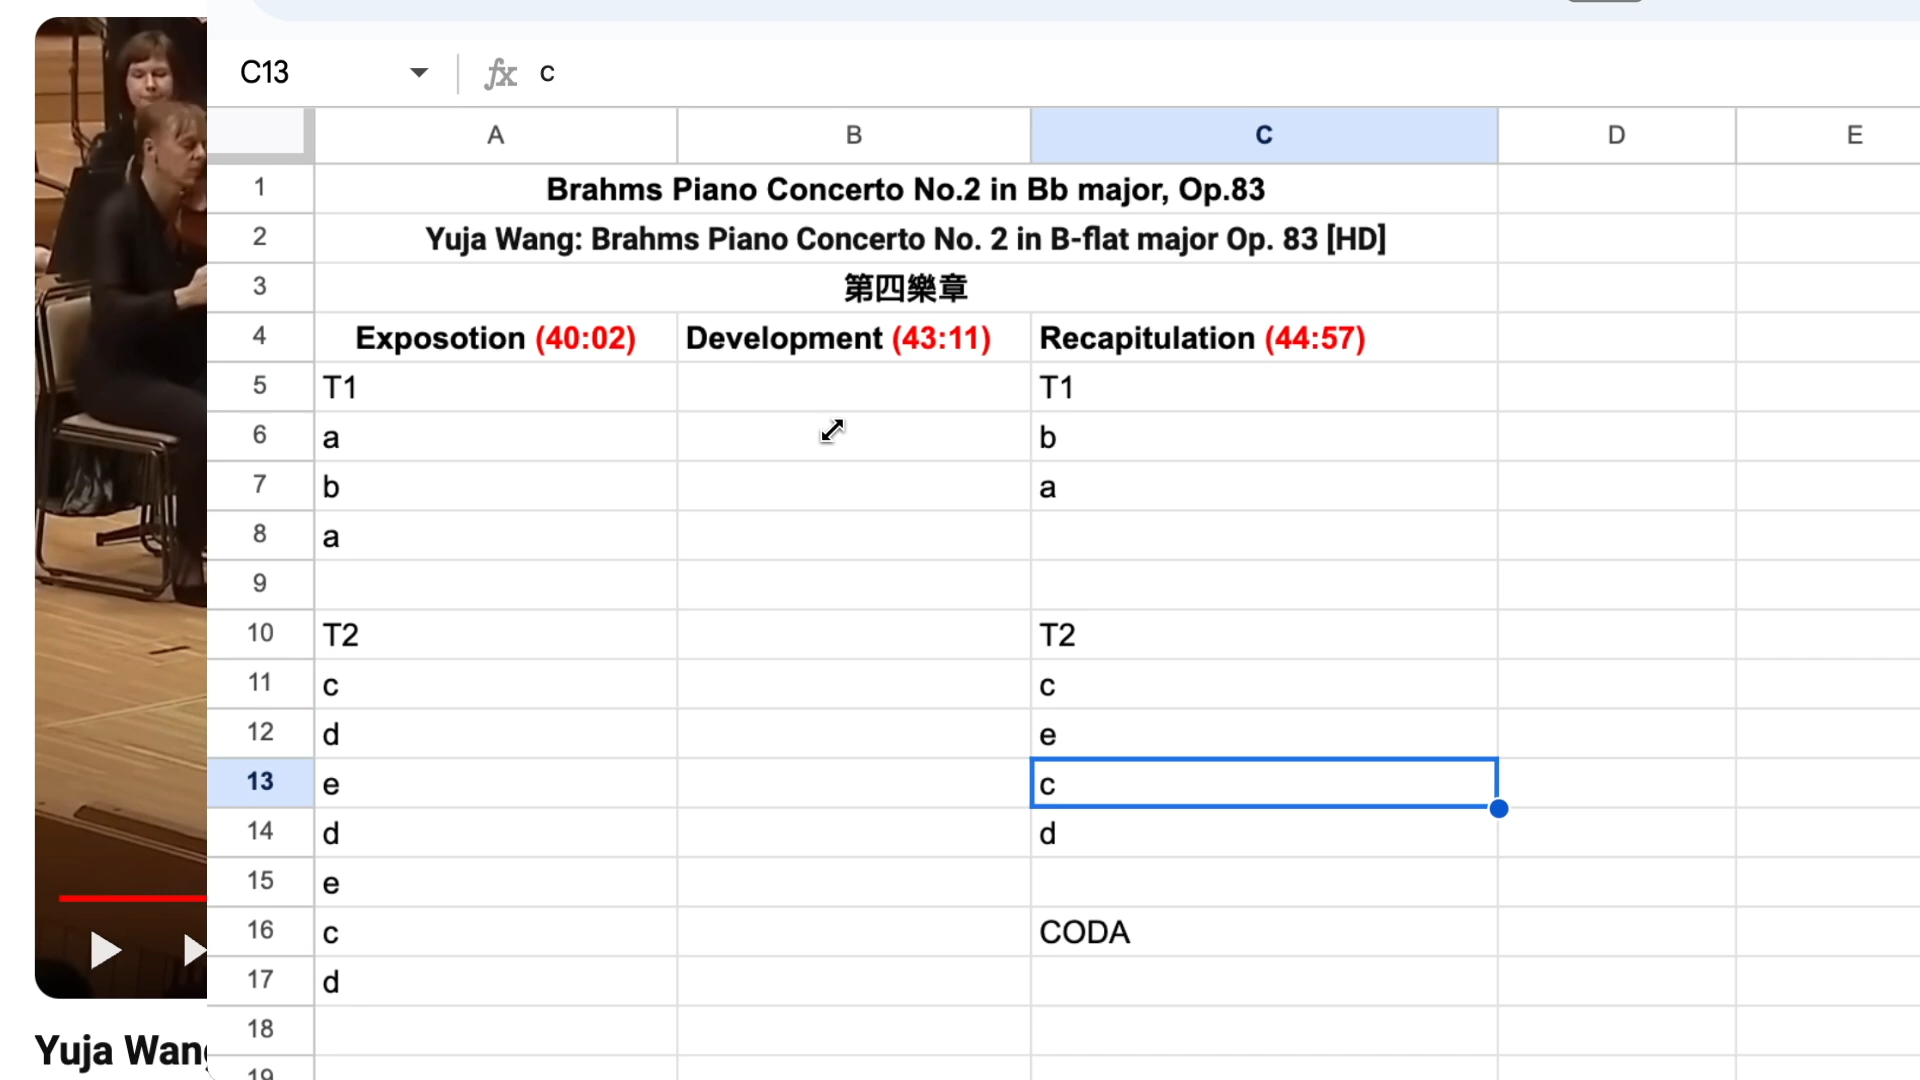 C13 fx c
A B C D E
1 Brahms Piano Concerto No.2 in Bb major, Op.83
2 Yuja Wang: Brahms Piano Concerto No. 2 in B-flat major Op. 83 [HD]
3 第四樂章
4 Exposotion (40:02) Development (43:11) Recapitulation (44:57)
5 T1 T1
6 a b
7 b a
8 a
9
10 T2 T2
11 c c
12 d e
13 e c
14 d d
15 e
16 c CODA
17 d
18
19
Yuja Wang